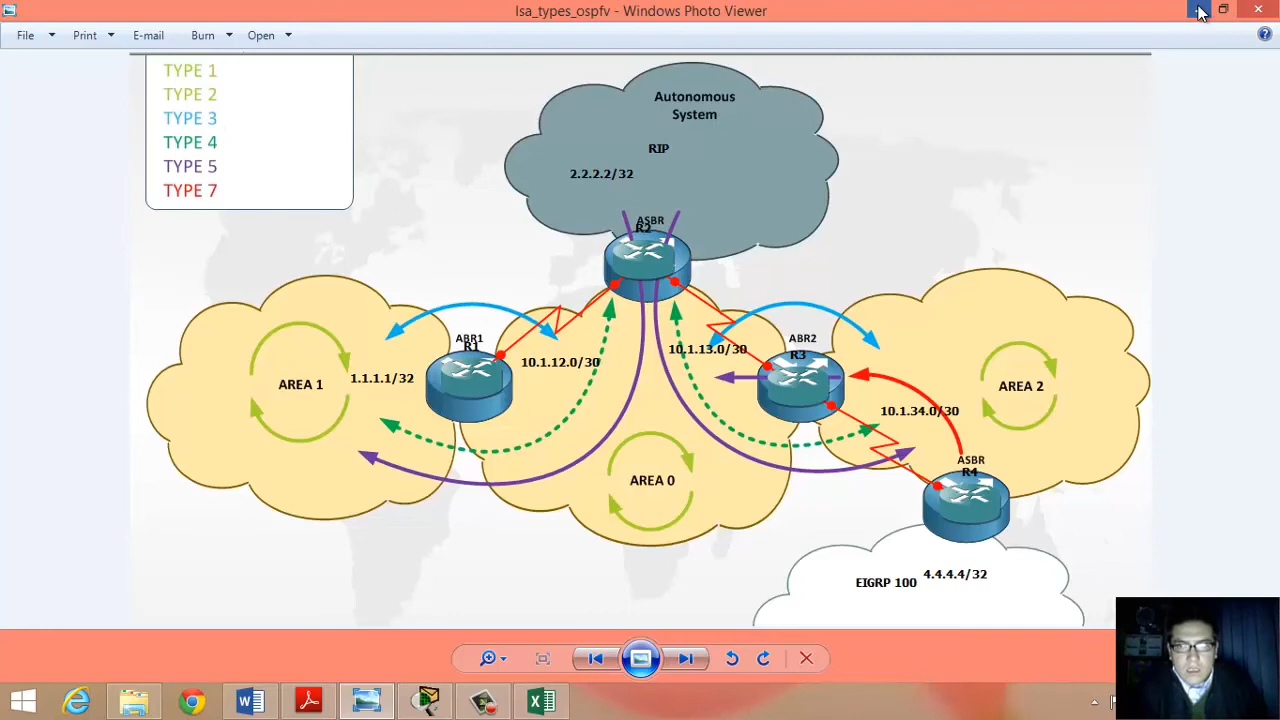 lsa_types_ospfv - Windows Photo Viewer
File Print E-mail Burn Open
TYPE 1
TYPE 2
TYPE 3
TYPE 4
TYPE 5
TYPE 7
Autonomous
System
RIP
2.2.2.2/32
ASBR
R2
ABR1
R1
10.1.12.0/30
10.1.13.0/30
ABR2
R3
AREA 1
1.1.1.1/32
AREA 2
10.1.34.0/30
AREA 0
ASBR
R4
EIGRP 100
4.4.4.4/32